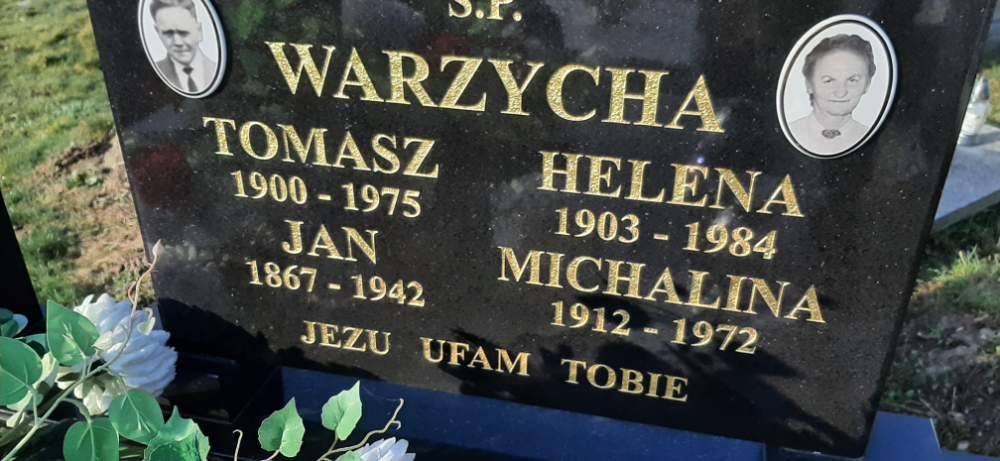 Ś.P.
WARZYCHA
TOMASZ
1900 - 1975
JAN
1867 - 1942
HELENA
1903 - 1984
MICHALINA
1912 - 1972
JEZU UFAM TOBIE